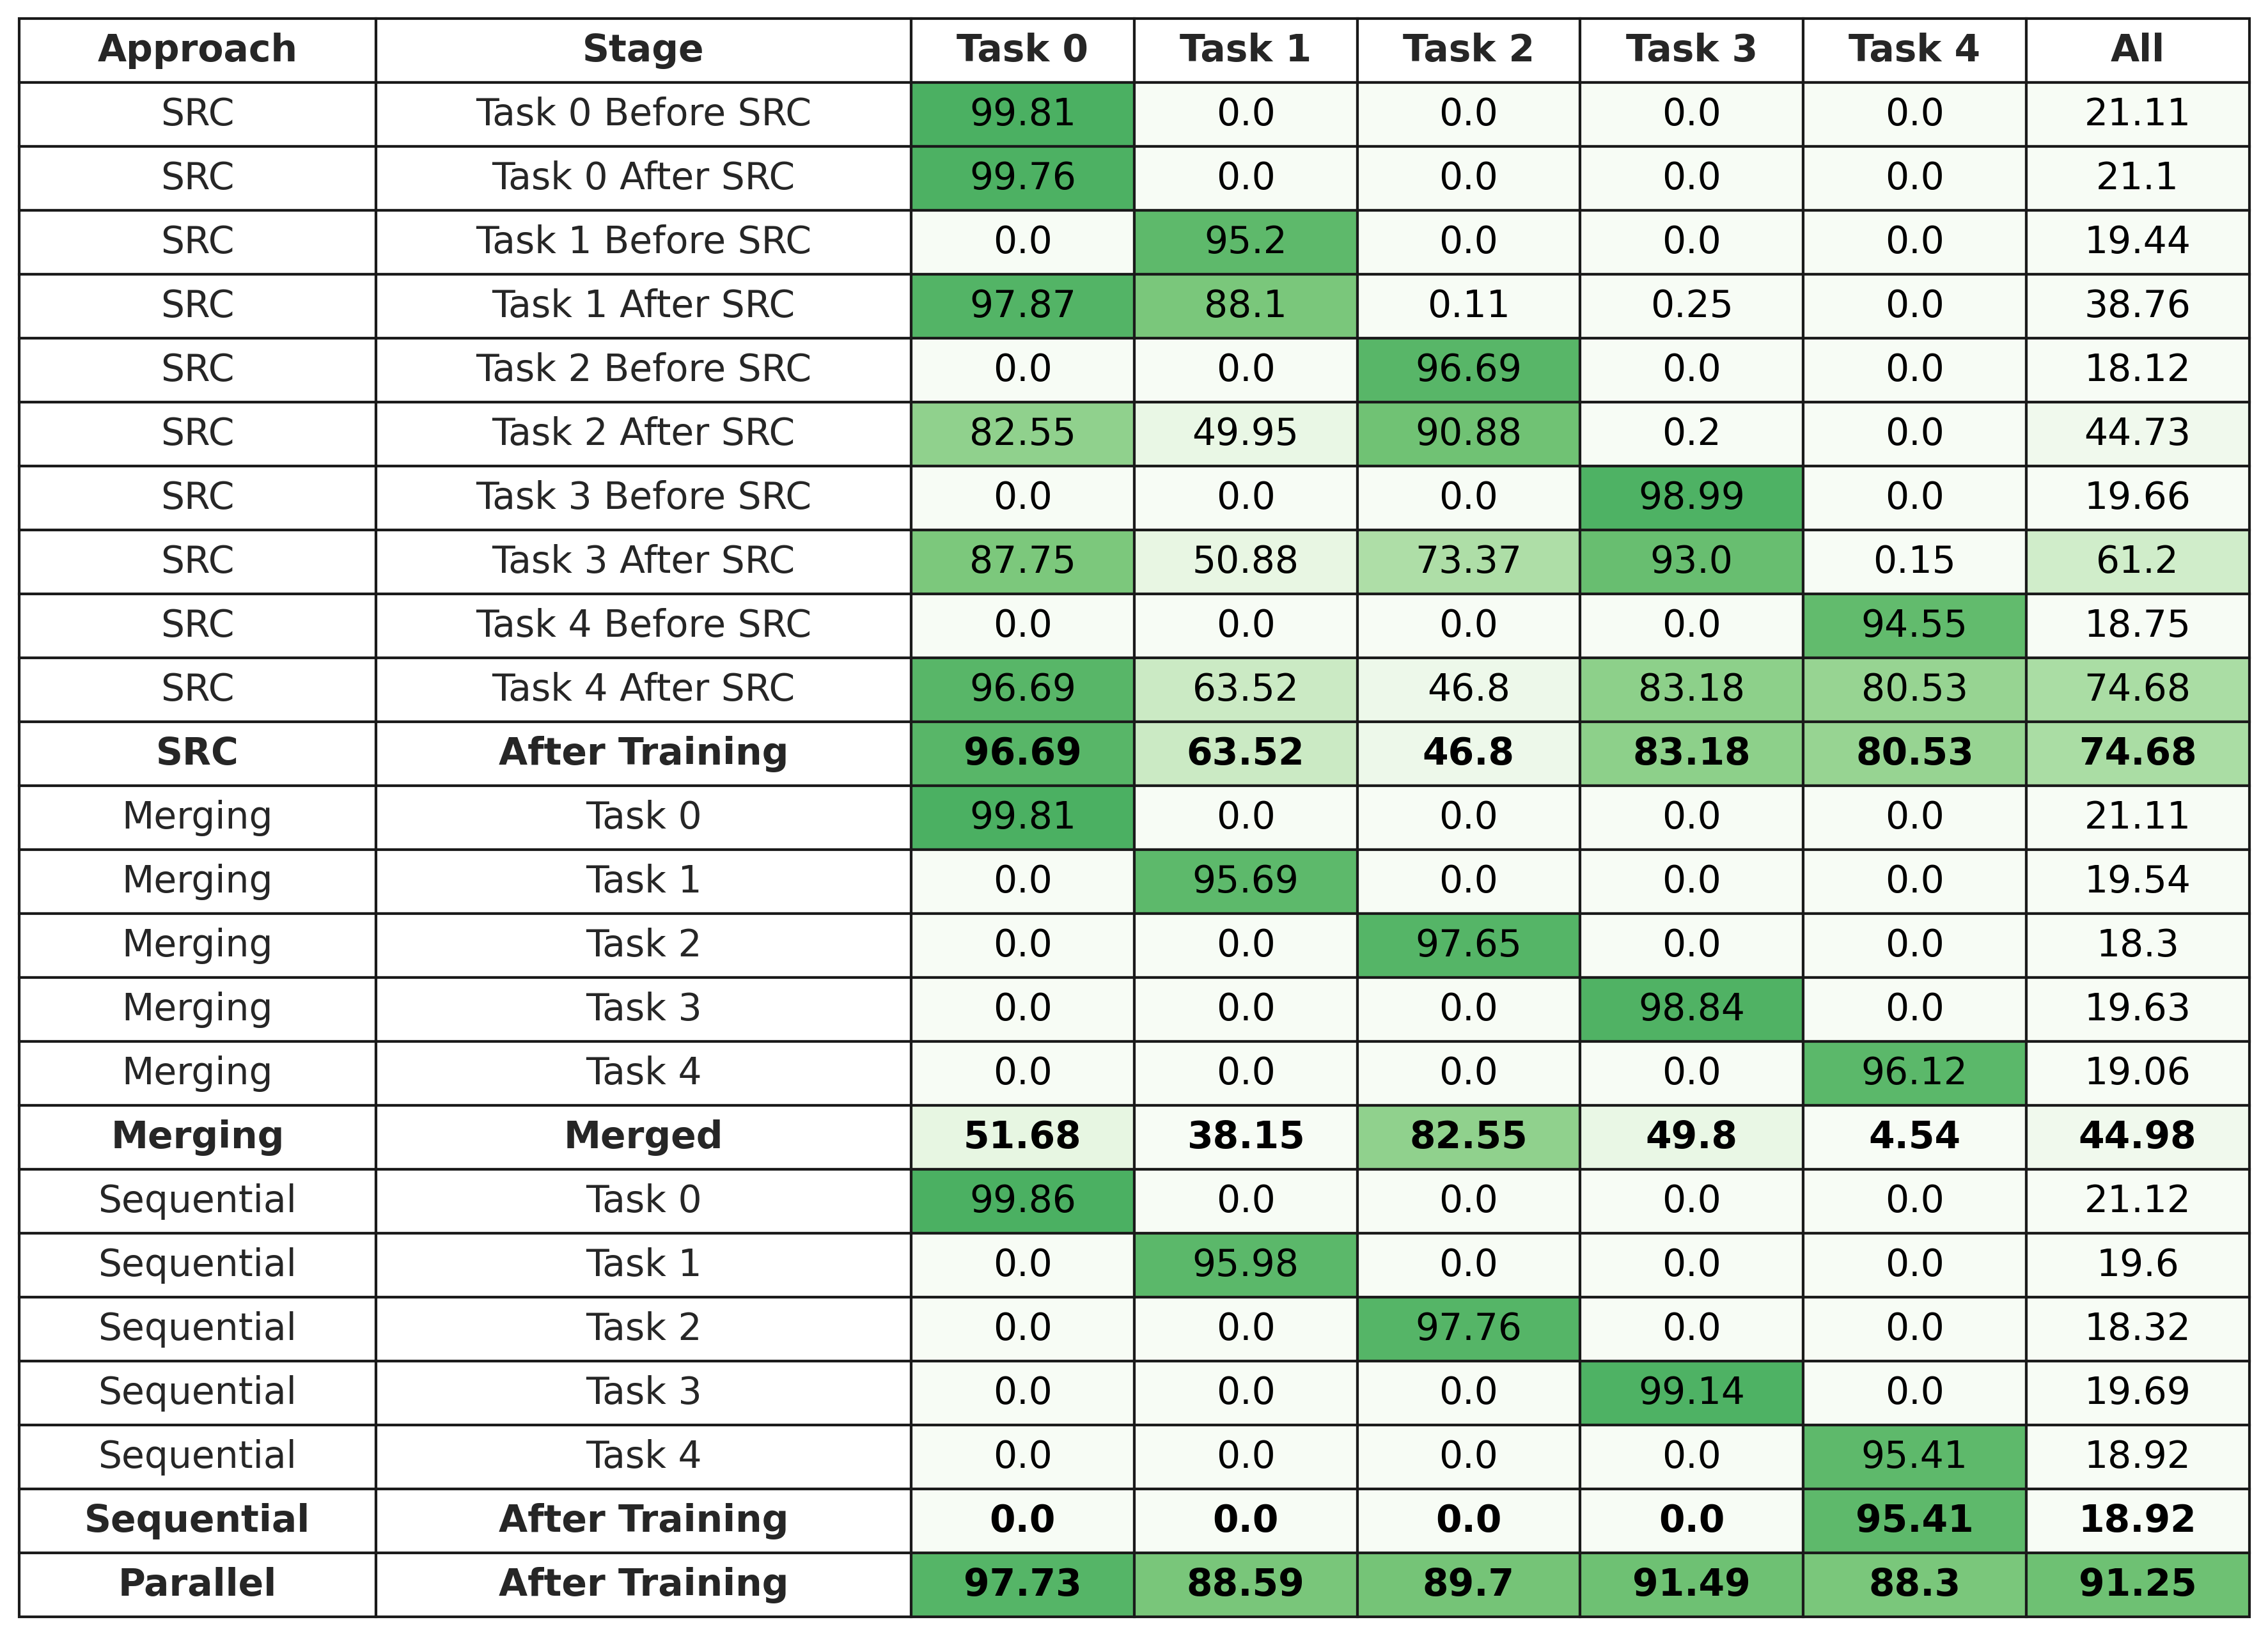 Approach Stage Task 0 Task 1 Task 2 Task 3 Task 4 All
SRC Task 0 Before SRC 99.81 0.0 0.0 0.0 0.0 21.11
SRC Task 0 After SRC 99.76 0.0 0.0 0.0 0.0 21.1
SRC Task 1 Before SRC 0.0 95.2 0.0 0.0 0.0 19.44
SRC Task 1 After SRC 97.87 88.1 0.11 0.25 0.0 38.76
SRC Task 2 Before SRC 0.0 0.0 96.69 0.0 0.0 18.12
SRC Task 2 After SRC 82.55 49.95 90.88 0.2 0.0 44.73
SRC Task 3 Before SRC 0.0 0.0 0.0 98.99 0.0 19.66
SRC Task 3 After SRC 87.75 50.88 73.37 93.0 0.15 61.2
SRC Task 4 Before SRC 0.0 0.0 0.0 0.0 94.55 18.75
SRC Task 4 After SRC 96.69 63.52 46.8 83.18 80.53 74.68
SRC After Training 96.69 63.52 46.8 83.18 80.53 74.68
Merging Task 0 99.81 0.0 0.0 0.0 0.0 21.11
Merging Task 1 0.0 95.69 0.0 0.0 0.0 19.54
Merging Task 2 0.0 0.0 97.65 0.0 0.0 18.3
Merging Task 3 0.0 0.0 0.0 98.84 0.0 19.63
Merging Task 4 0.0 0.0 0.0 0.0 96.12 19.06
Merging Merged 51.68 38.15 82.55 49.8 4.54 44.98
Sequential Task 0 99.86 0.0 0.0 0.0 0.0 21.12
Sequential Task 1 0.0 95.98 0.0 0.0 0.0 19.6
Sequential Task 2 0.0 0.0 97.76 0.0 0.0 18.32
Sequential Task 3 0.0 0.0 0.0 99.14 0.0 19.69
Sequential Task 4 0.0 0.0 0.0 0.0 95.41 18.92
Sequential After Training 0.0 0.0 0.0 0.0 95.41 18.92
Parallel After Training 97.73 88.59 89.7 91.49 88.3 91.25